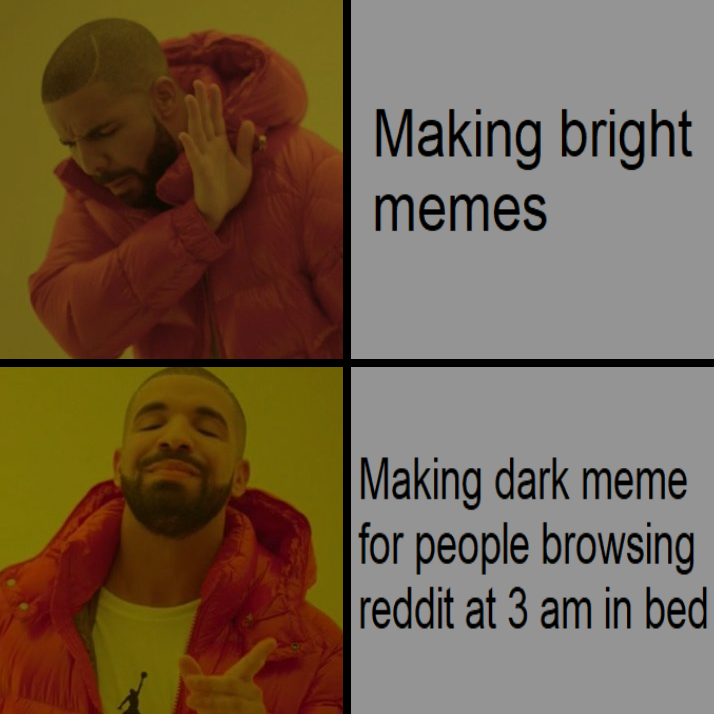 Making bright
memes
Making dark meme
for people browsing
reddit at 3 am in bed